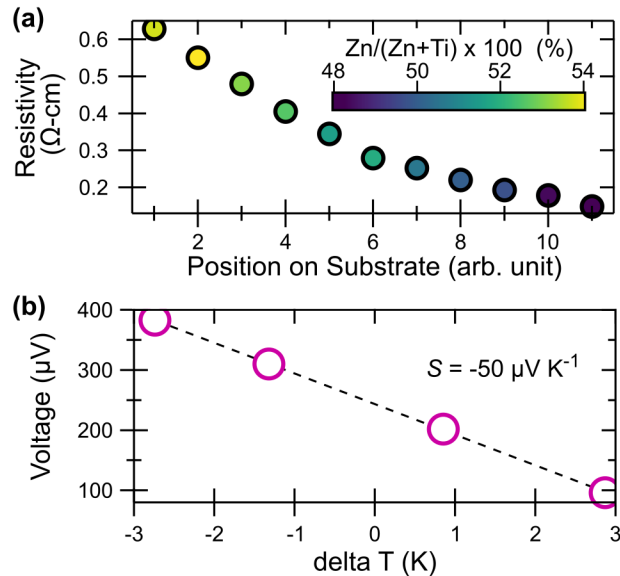 (a)
Zn/(Zn+Ti) x 100 (%)
48 50 52 54
Resistivity
(Ω-cm)
0.6
0.5
0.4
0.3
0.2
2 4 6 8 10
Position on Substrate (arb. unit)
(b)
S = -50 µV K⁻¹
Voltage (µV)
400
300
200
100
-3 -2 -1 0 1 2 3
delta T (K)